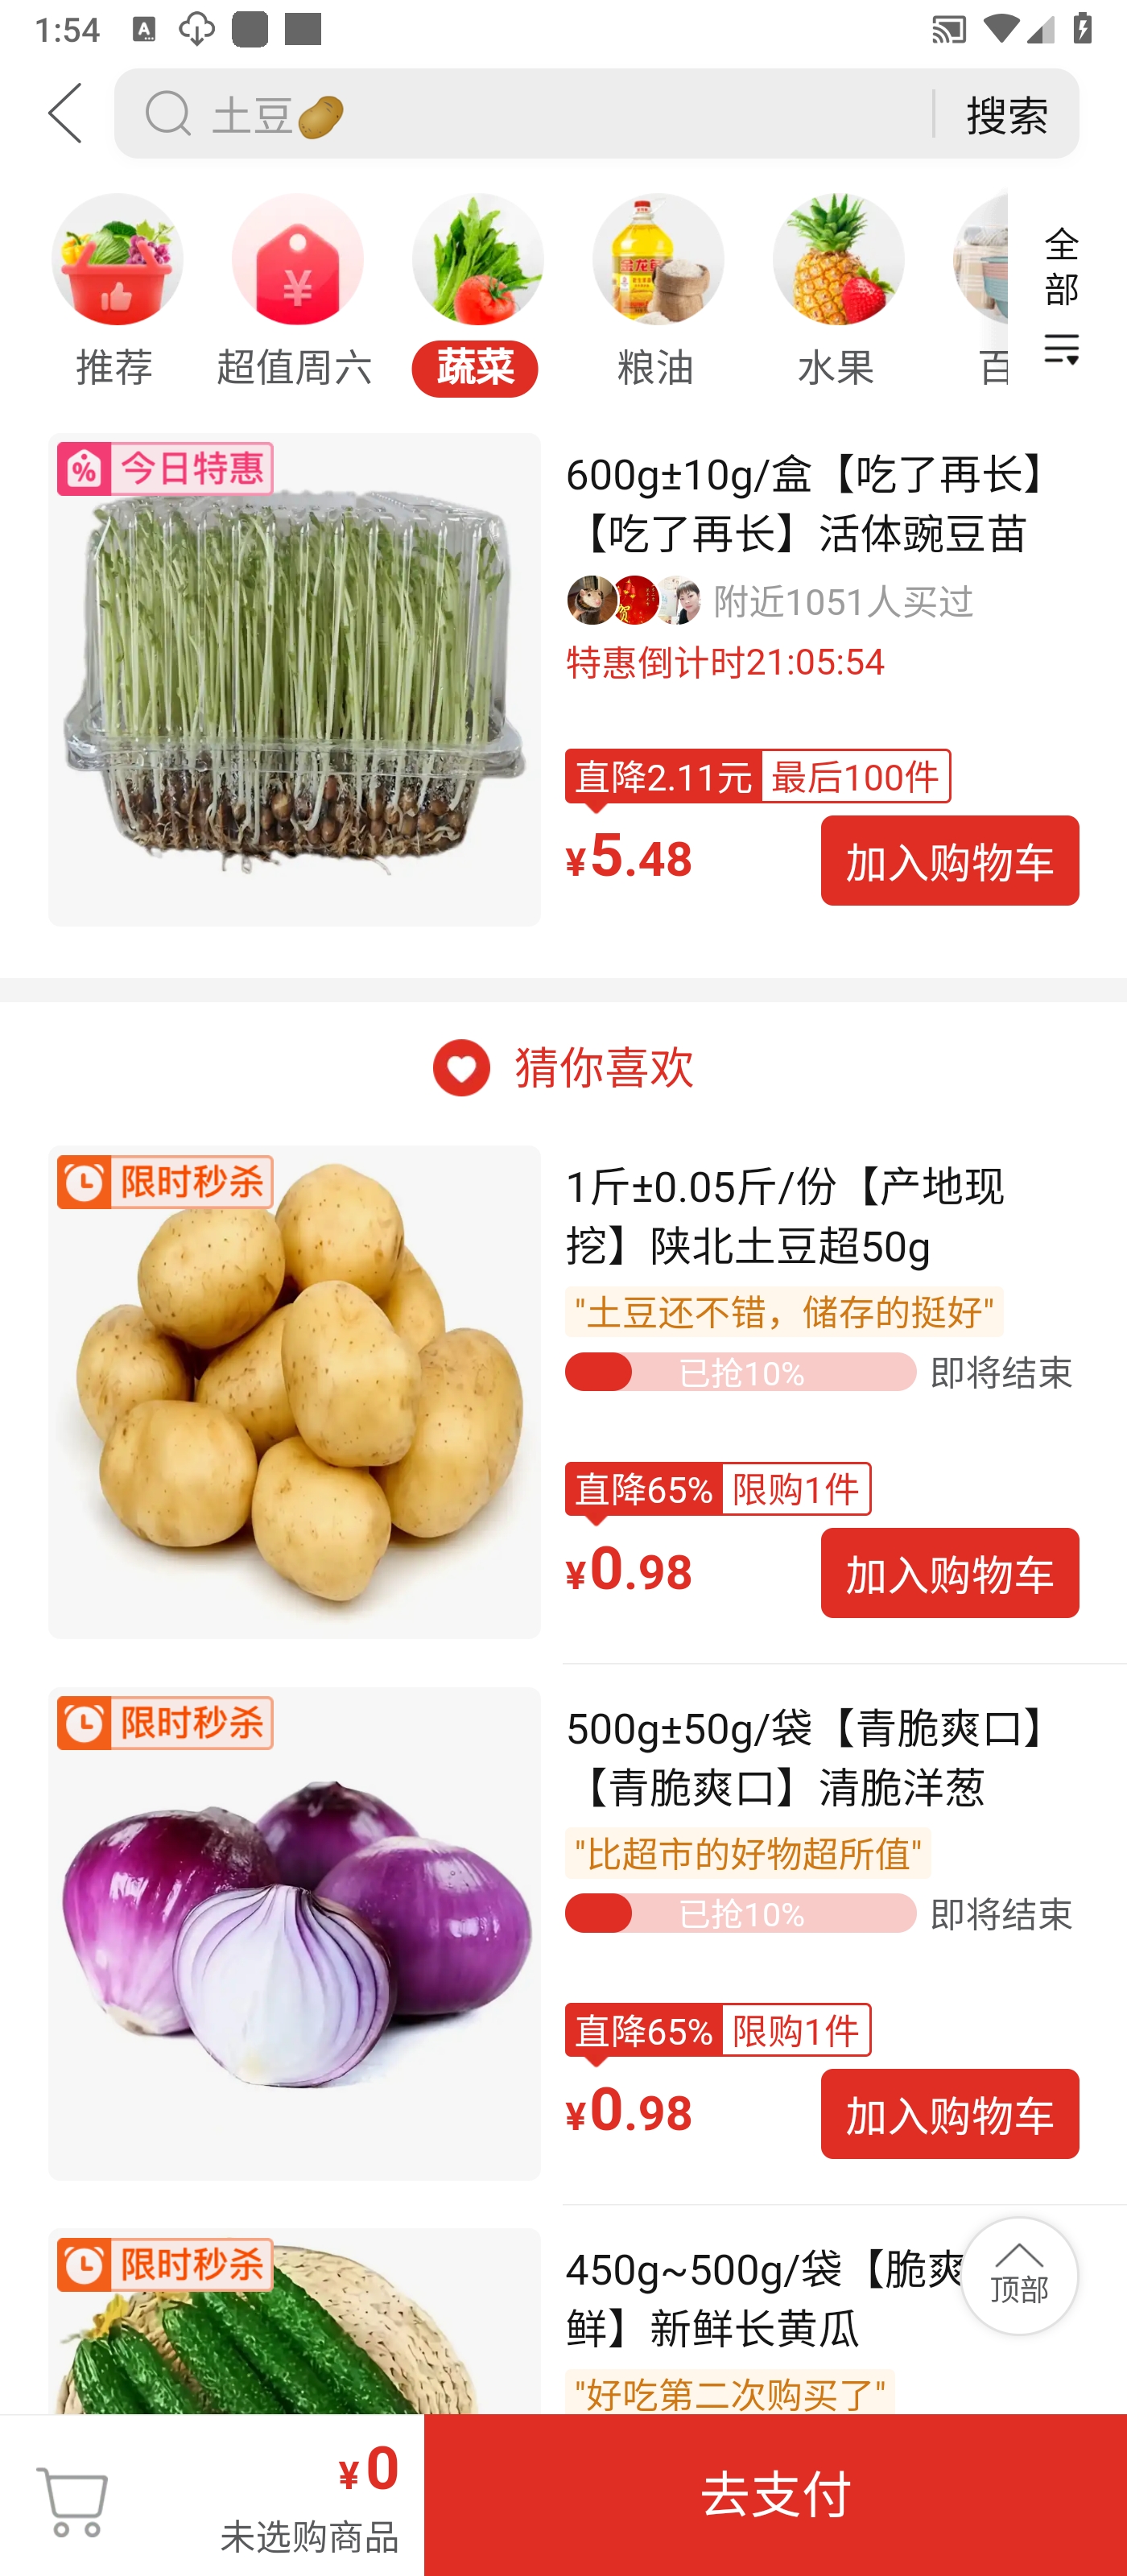 1:54
土豆
搜索
推荐
超值周六
蔬菜
粮油
水果
百
全部
今日特惠
600g±10g/盒【吃了再长】
【吃了再长】活体豌豆苗
附近1051人买过
特惠倒计时21:05:54
直降2.11元 最后100件
¥5.48
加入购物车
猜你喜欢
限时秒杀
1斤±0.05斤/份【产地现
挖】陕北土豆超50g
"土豆还不错，储存的挺好"
已抢10% 即将结束
直降65% 限购1件
¥0.98
加入购物车
限时秒杀
500g±50g/袋【青脆爽口】
【青脆爽口】清脆洋葱
"比超市的好物超所值"
已抢10% 即将结束
直降65% 限购1件
¥0.98
加入购物车
限时秒杀
450g~500g/袋【脆爽
鲜】新鲜长黄瓜
"好吃第二次购买了"
顶部
¥0
未选购商品
去支付